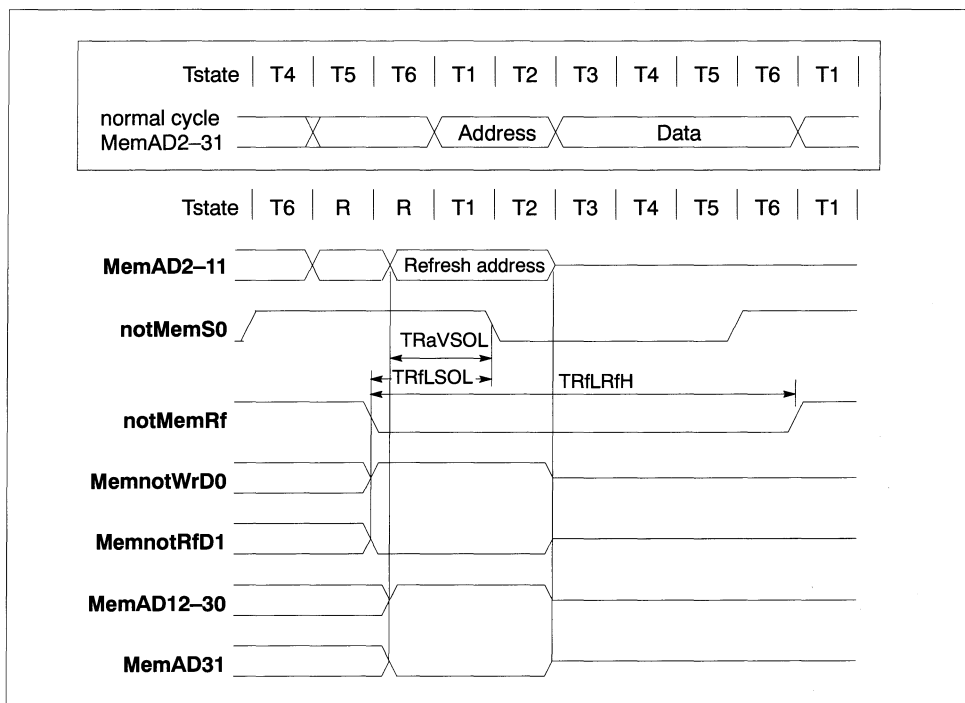 Tstate T4 T5 T6 T1 T2 T3 T4 T5 T6 T1
normal cycle
MemAD2–31
Address Data
Tstate T6 R R T1 T2 T3 T4 T5 T6 T1
MemAD2–11 Refresh address
notMemS0
TRaVSOL
TRfLSOL TRfLRfH
notMemRf
MemnotWrD0
MemnotRfD1
MemAD12–30
MemAD31